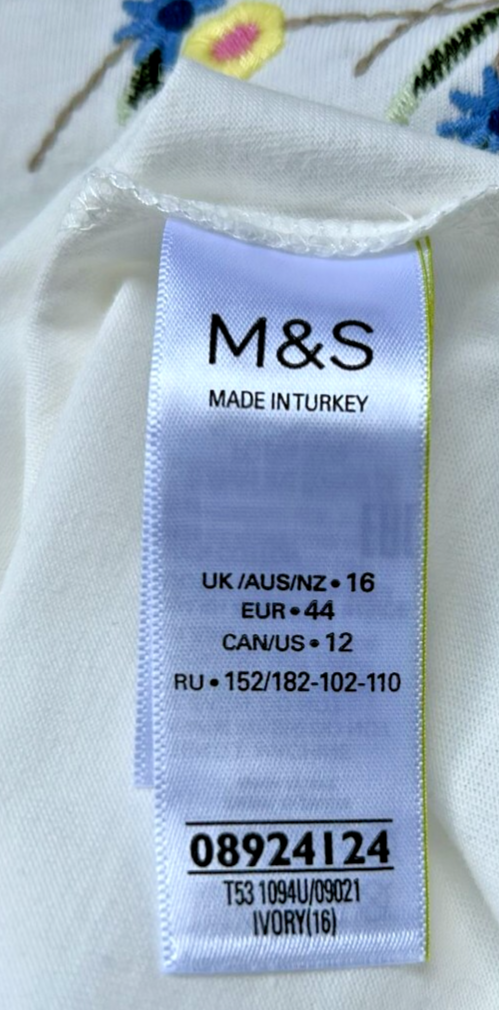 M&S
MADE IN TURKEY
UK/AUS/NZ • 16
EUR • 44
CAN/US • 12
RU • 152/182-102-110
08924124
T53 1094U/09021
IVORY(16)